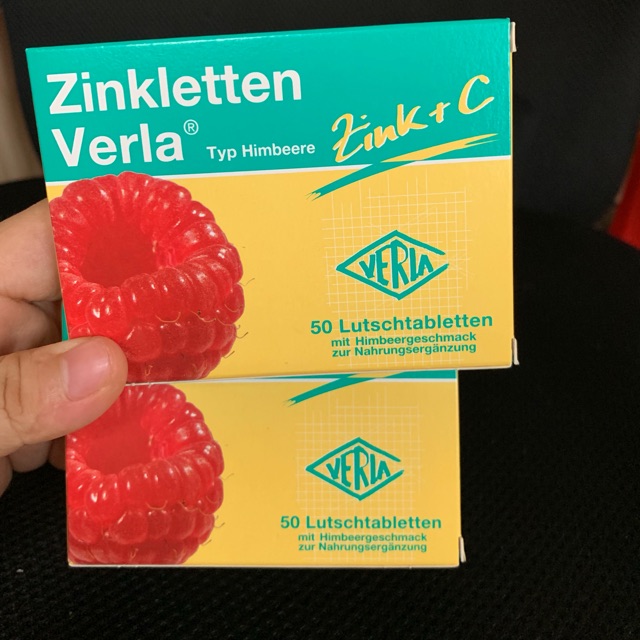 Zinkletten
Verla®
Typ Himbeere
Zink + C
VERLA
50 Lutschtabletten
mit Himbeergeschmack
zur Nahrungsergänzung
VERLA
50 Lutschtabletten
mit Himbeergeschmack
zur Nahrungsergänzung